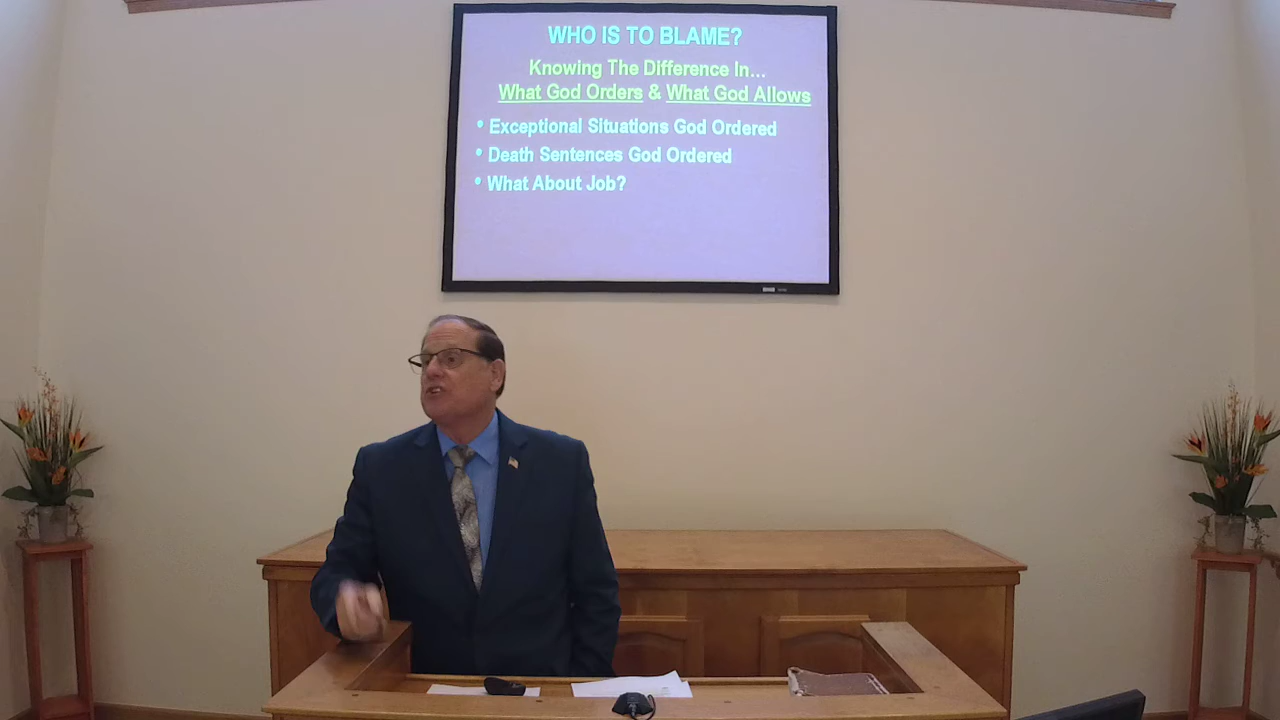 WHO IS TO BLAME?
Knowing The Difference In...
What God Orders & What God Allows
• Exceptional Situations God Ordered
• Death Sentences God Ordered
• What About Job?